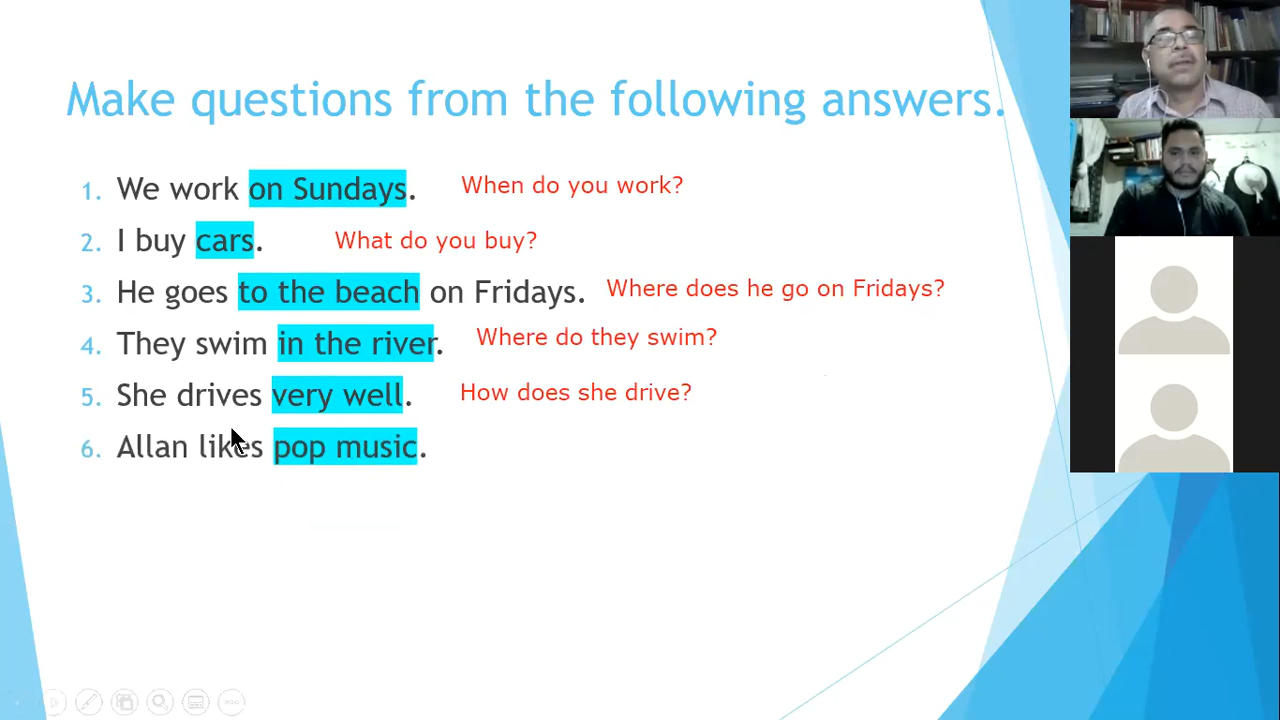 Make questions from the following answers.
1. We work on Sundays. When do you work?
2. I buy cars. What do you buy?
3. He goes to the beach on Fridays. Where does he go on Fridays?
4. They swim in the river. Where do they swim?
5. She drives very well. How does she drive?
6. Allan likes pop music.